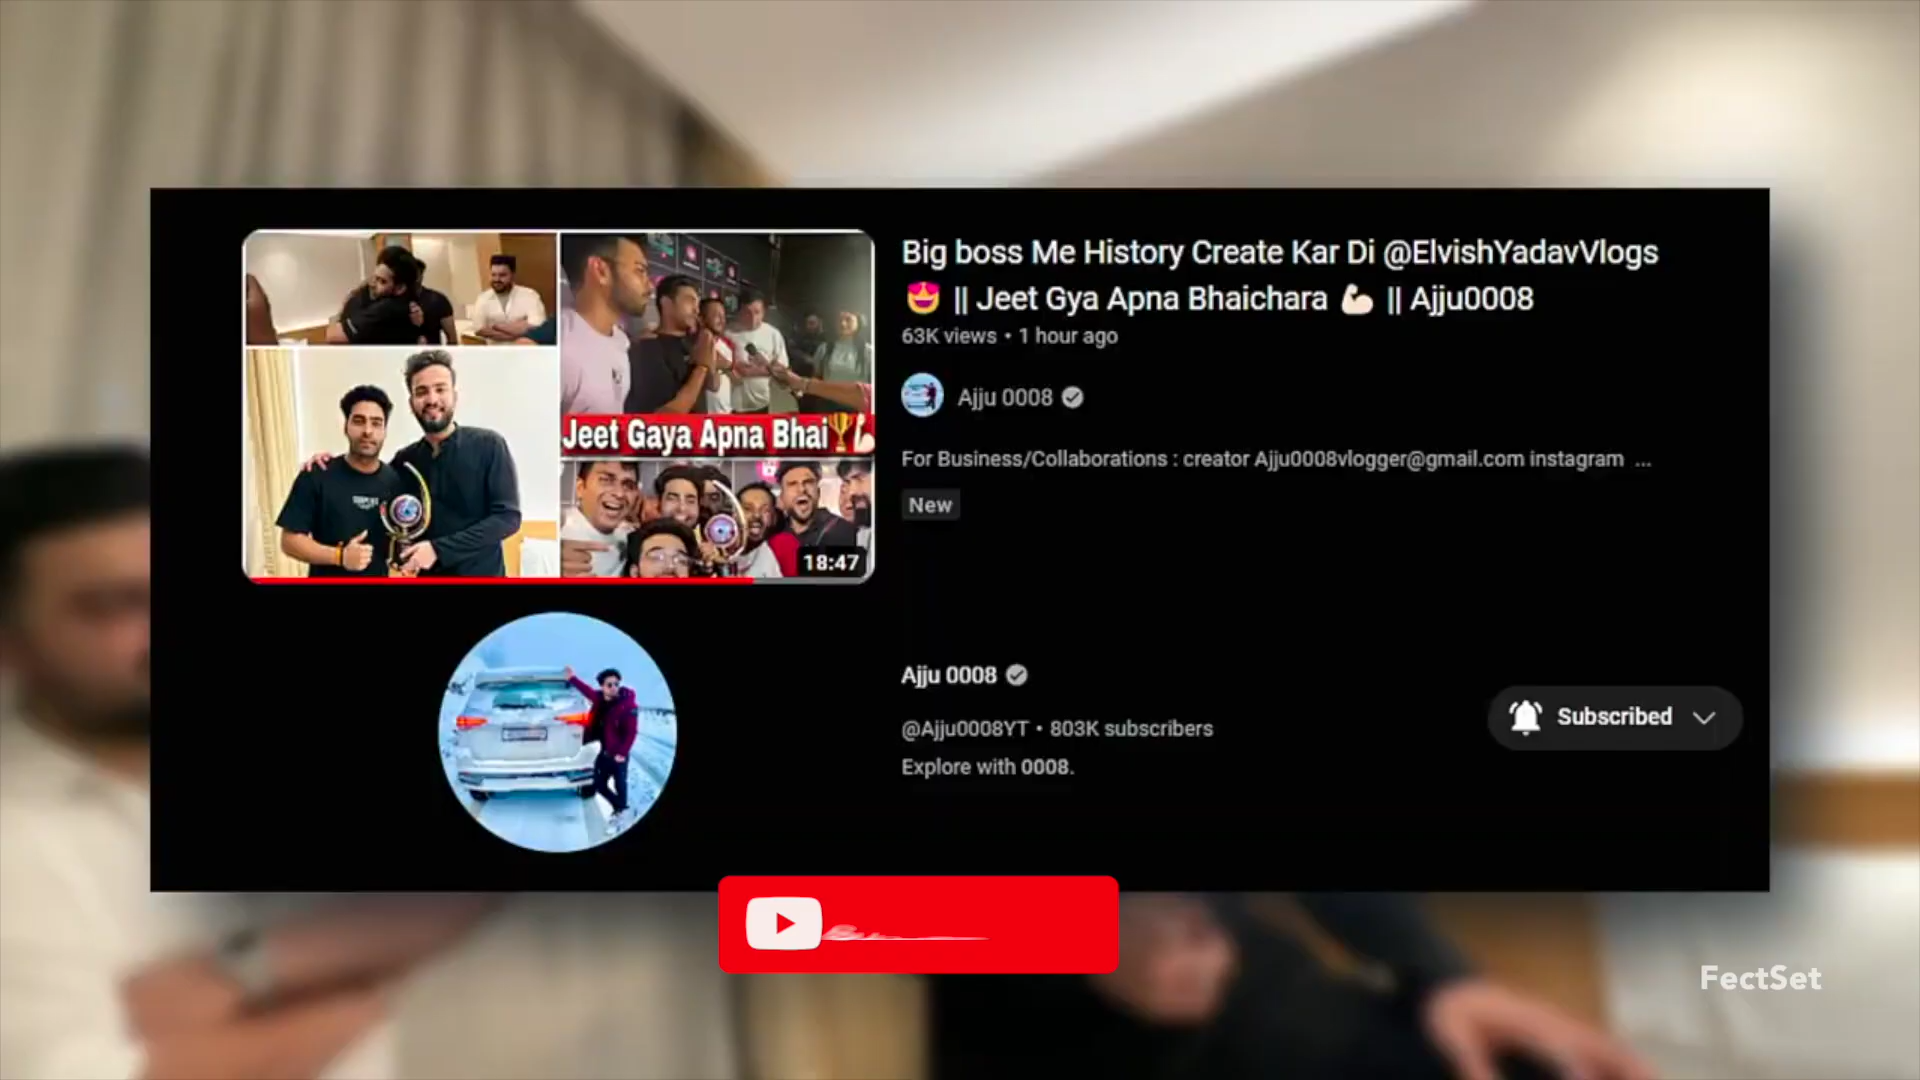 Big boss Me History Create Kar Di @ElvishYadavVlogs
😍 || Jeet Gya Apna Bhaichara 💪🏻 || Ajju0008
63K views • 1 hour ago
Ajju 0008
For Business/Collaborations : creator Ajju0008vlogger@gmail.com instagram ...
New
Jeet Gaya Apna Bhai🏆💪🏻
18:47
Ajju 0008
@Ajju0008YT • 803K subscribers
Explore with 0008.
Subscribed
FectSet